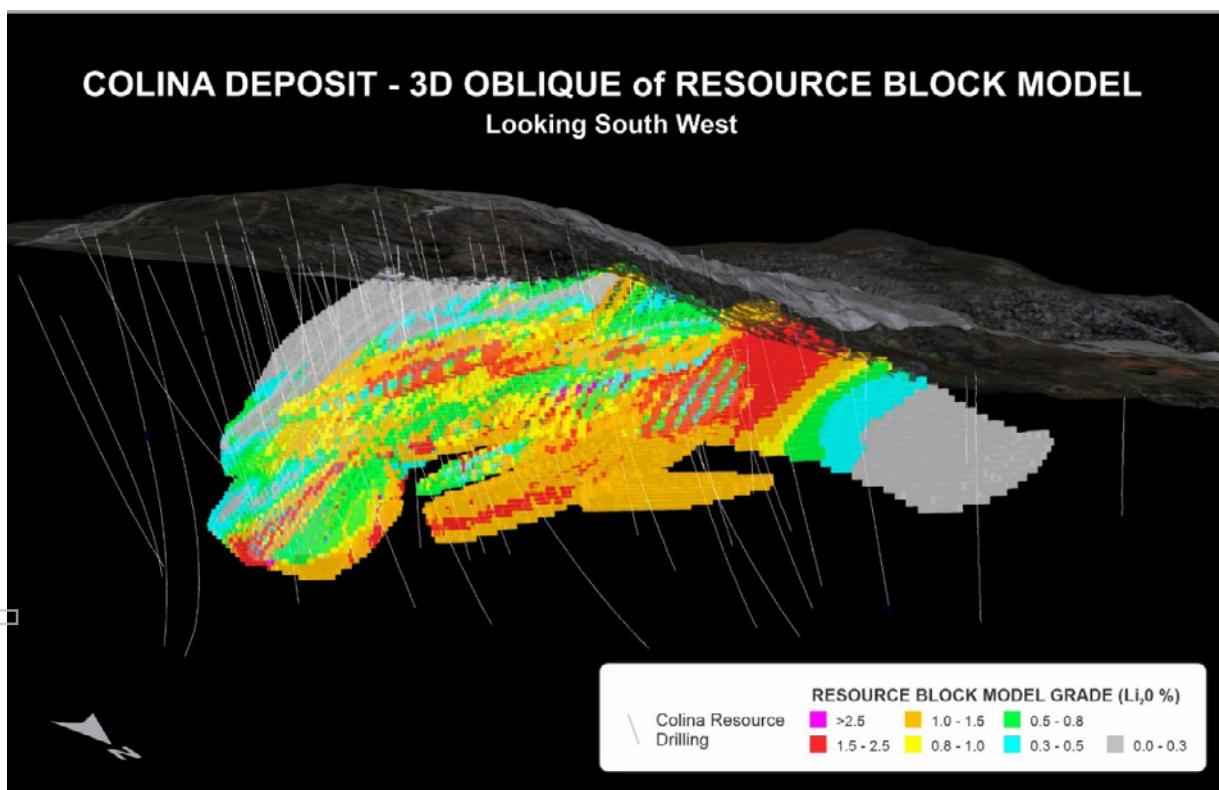 COLINA DEPOSIT - 3D OBLIQUE of RESOURCE BLOCK MODEL
Looking South West
N
Colina Resource
Drilling
RESOURCE BLOCK MODEL GRADE (Li,0 %)
>2.5
1.0 - 1.5
0.5 - 0.8
1.5 - 2.5
0.8 - 1.0
0.3 - 0.5
0.0 - 0.3